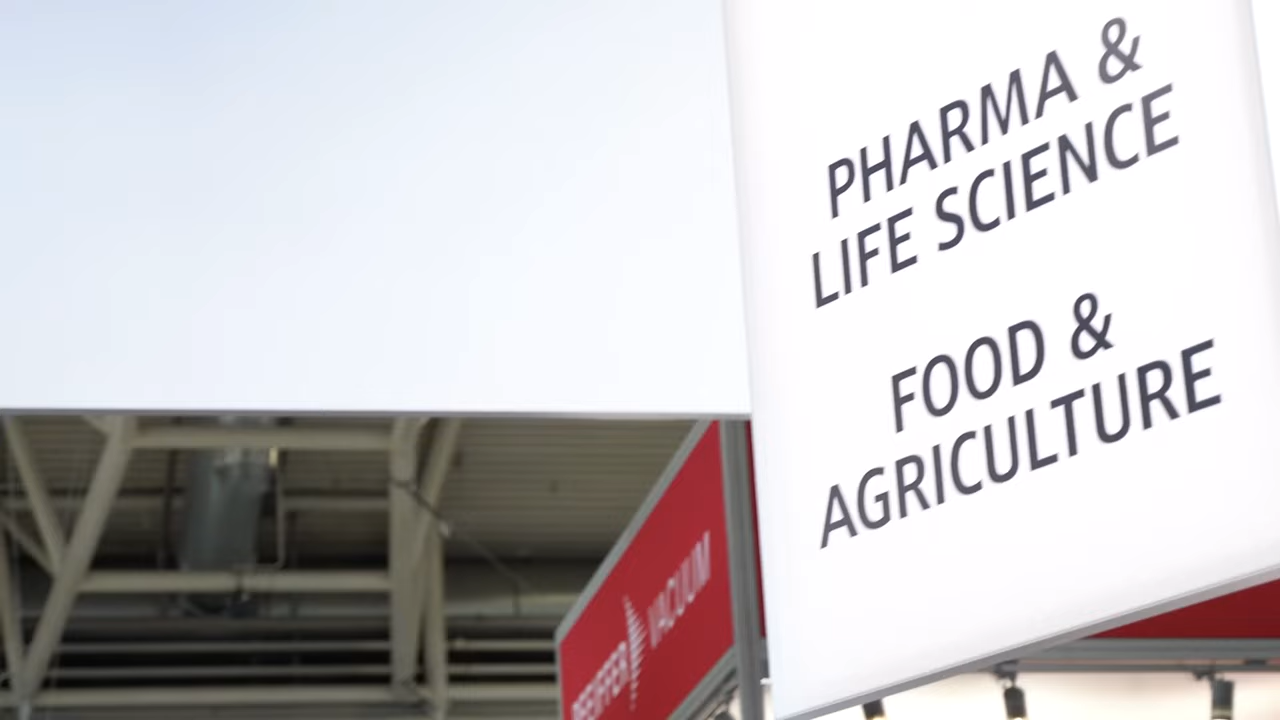 PHARMA &
LIFE SCIENCE
FOOD &
AGRICULTURE
PFEIFFER VACUUM